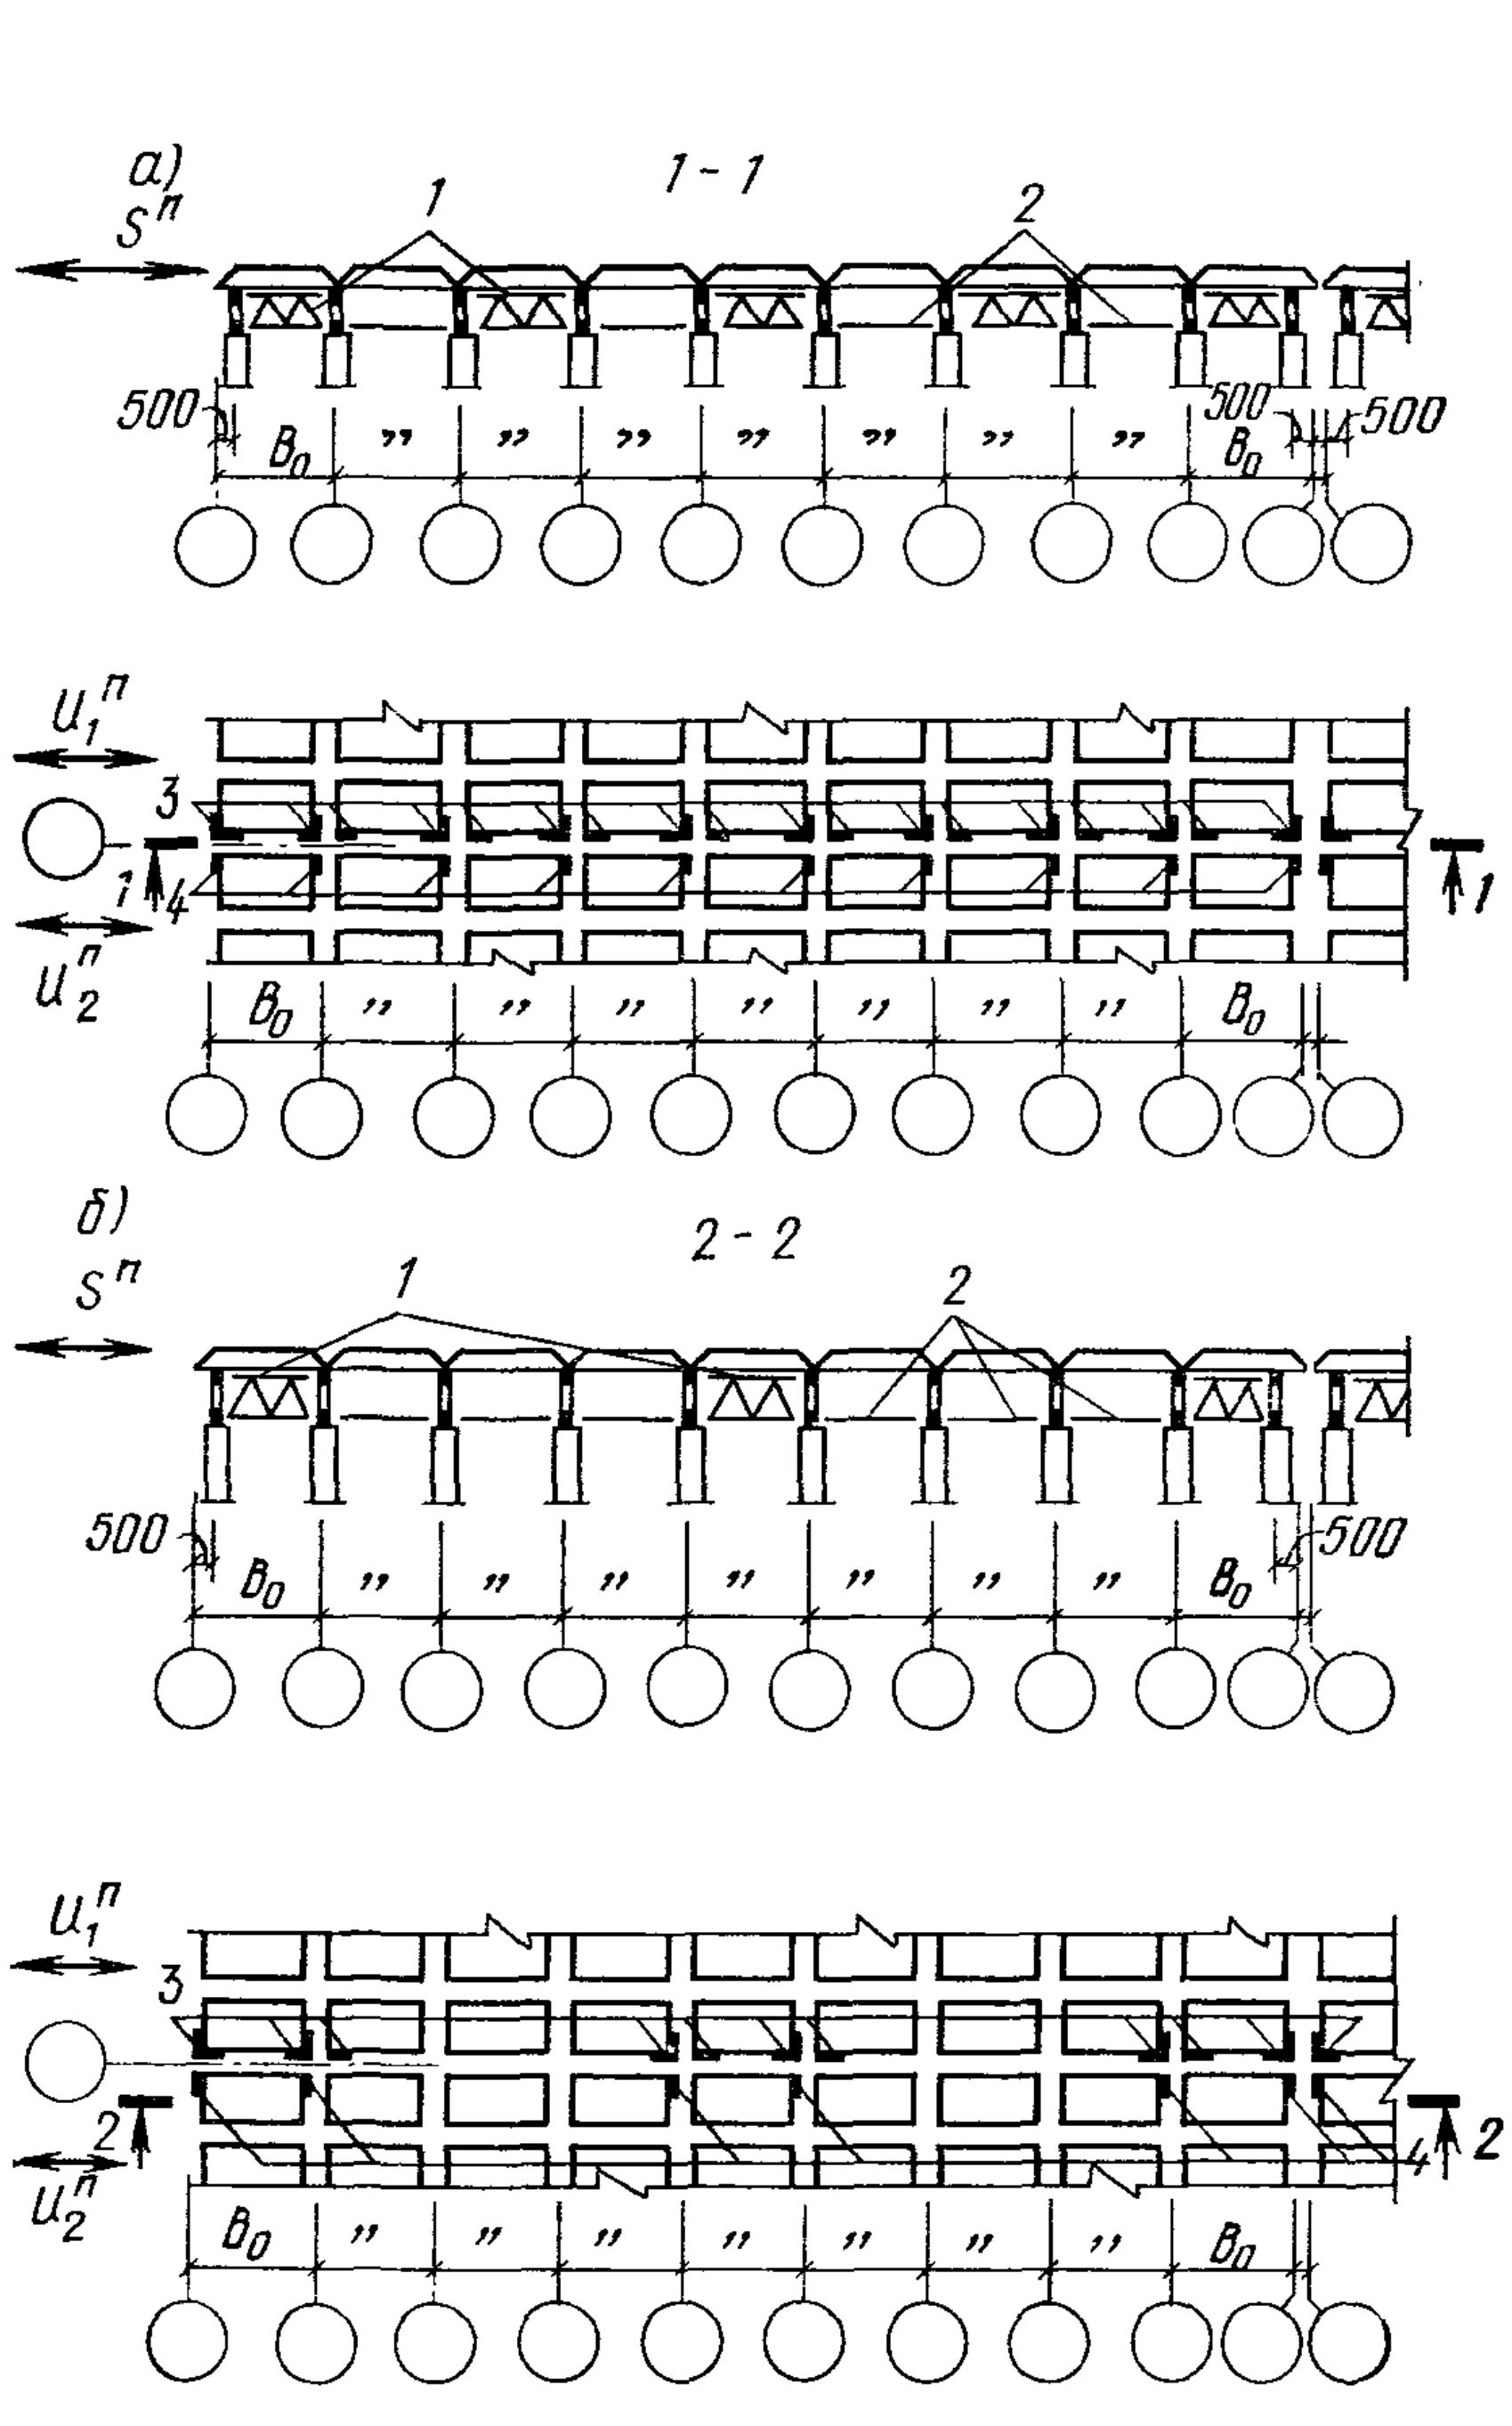 а)
1-1
Sⁿ
1
2
500
500
500
B₀ " " " " " " " B₀
U₁ⁿ
3
1
4
1
U₂ⁿ
B₀ " " " " " " " B₀
б)
2-2
Sⁿ
1
2
500
500
B₀ " " " " " " " B₀
U₁ⁿ
3
2
4
2
U₂ⁿ
B₀ " " " " " " " B₀